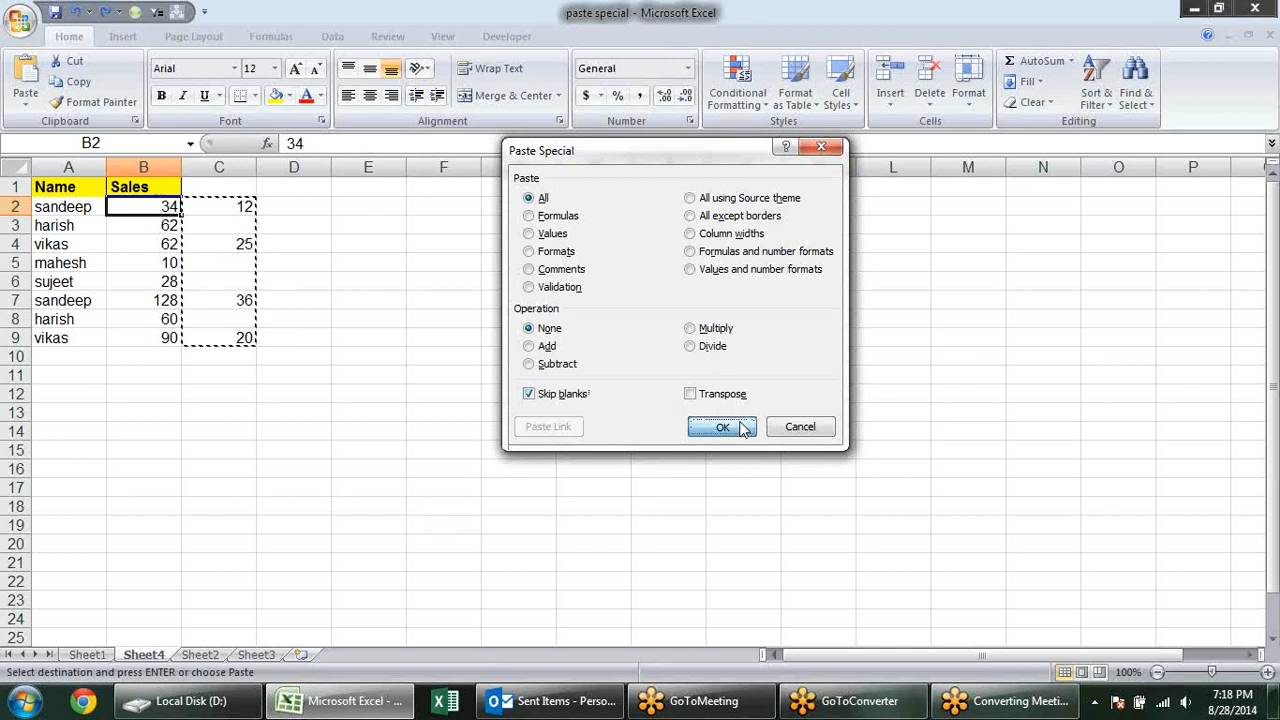 paste special - Microsoft Excel
Home Insert Page Layout Formulas Data Review View Developer
Paste Cut Copy Format Painter
Arial 12 A A
B I U A
Wrap Text
Merge & Center
General
$ % ,
Conditional Formatting Format as Table Cell Styles
Insert Delete Format
Σ AutoSum Fill Clear
Sort & Filter Find & Select
Clipboard Font Alignment Number Styles Cells Editing
B2 fx 34
A B C D E F L M N O P
1 Name Sales
2 sandeep 34 12
3 harish 62
4 vikas 62 25
5 mahesh 10
6 sujeet 28
7 sandeep 128 36
8 harish 60
9 vikas 90 20
10
11
12
13
14
15
16
17
18
19
20
21
22
23
24
25
Paste Special
Paste
All All using Source theme
Formulas All except borders
Values Column widths
Formats Formulas and number formats
Comments Values and number formats
Validation
Operation
None Multiply
Add Divide
Subtract
Skip blanks Transpose
Paste Link OK Cancel
Sheet1 Sheet4 Sheet2 Sheet3
Select destination and press ENTER or choose Paste 100%
Local Disk (D:) Microsoft Excel - ... Sent Items - Perso... GoToMeeting GoToConverter Converting Meeti... 7:18 PM
8/28/2014